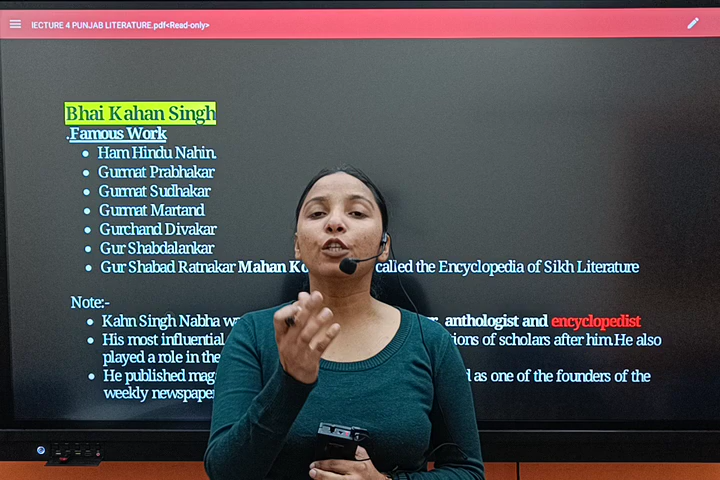 lECTURE 4 PUNJAB LITERATURE.pdf<Read-only>
Bhai Kahan Singh
.Famous Work
Ham Hindu Nahin.
Gurmat Prabhakar
Gurmat Sudhakar
Gurmat Martand
Gurchand Divakar
Gur Shabdalankar
Gur Shabad Ratnakar Mahan called the Encyclopedia of Sikh Literature
Note:-
Kahn Singh Nabha anthologist and encyclopedist
His most influential of scholars after him.He also
played a role in the
He published as one of the founders of the
weekly newspaper